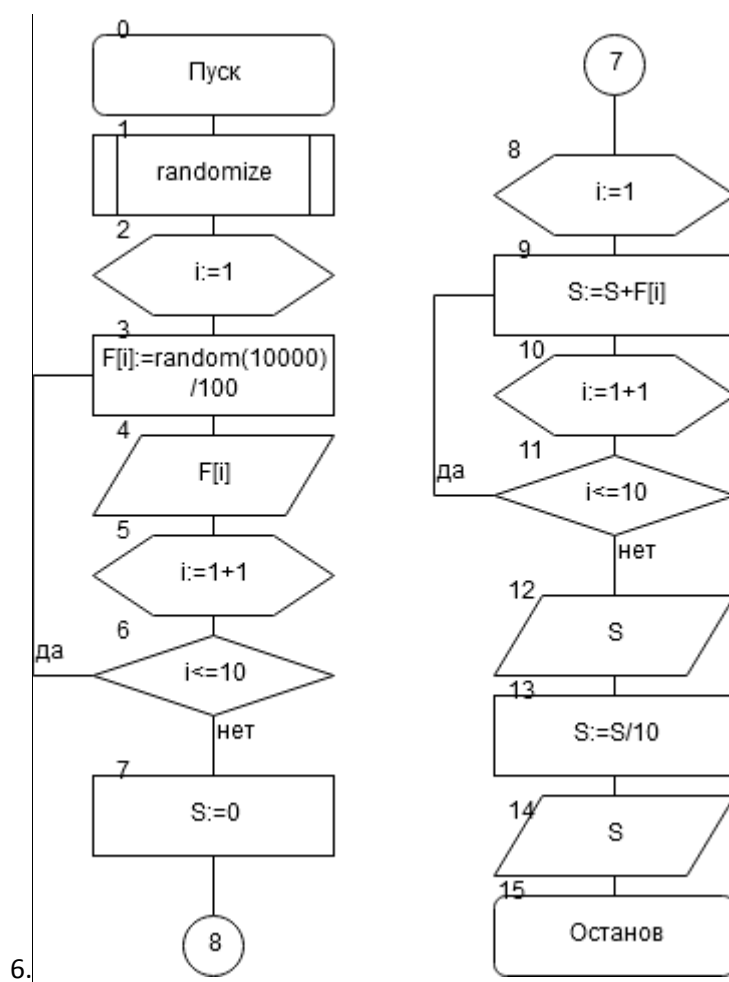 0
Пуск
1
randomize
2
i:=1
3
F[i]:=random(10000)
/100
4
F[i]
5
i:=1+1
6
да
i<=10
нет
7
S:=0
8
6.
7
8
i:=1
9
S:=S+F[i]
10
i:=1+1
11
да
i<=10
нет
12
S
13
S:=S/10
14
S
15
Останов